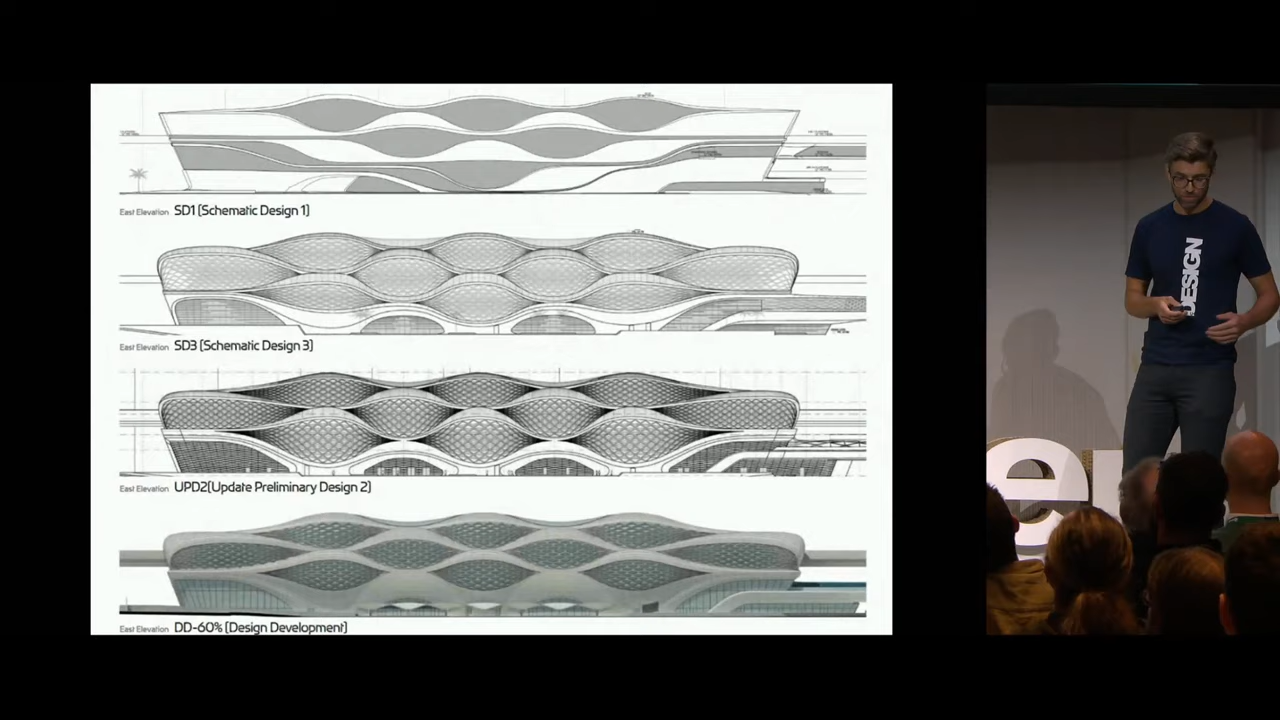 East Elevation SD1 [Schematic Design 1]
East Elevation SD3 [Schematic Design 3]
East Elevation UPD2[Update Preliminary Design 2]
East Elevation DD-60% [Design Development]
DESIGN
e